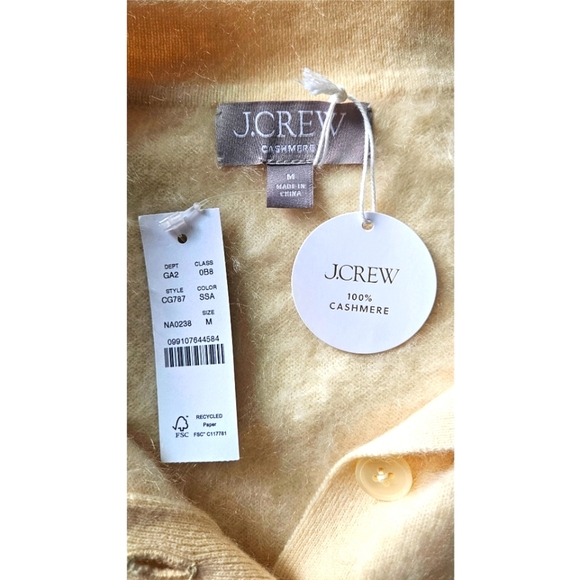 J.CREW
CASHMERE
M
MADE IN
CHINA
J.CREW
100%
CASHMERE
DEPT CLASS
GA2 0B8
STYLE COLOR
CG787 SSA
SIZE
NA0238 M
099107644584
RECYCLED
Paper
FSC FSC® C117781